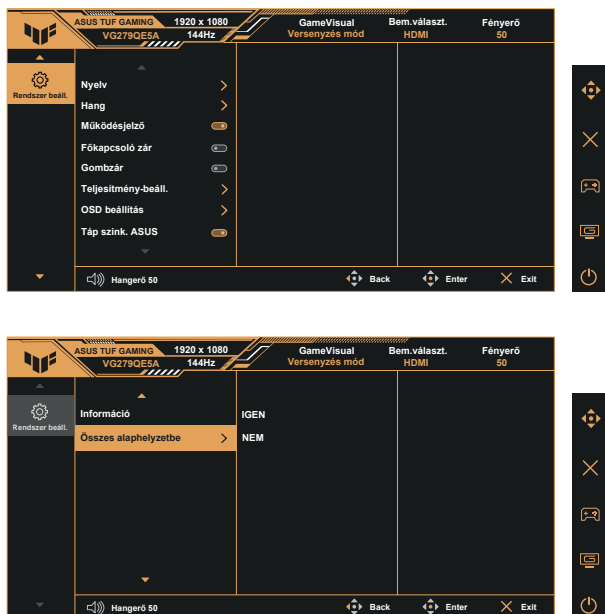 ASUS TUF GAMING 1920 x 1080 GameVisual Bem.választ. Fényerő
VG279QE5A 144Hz Versenyzés mód HDMI 50
Rendszer beáll.
Nyelv
Hang
Működésjelző
Főkapcsoló zár
Gombzár
Teljesítmény-beáll.
OSD beállítás
Táp szink. ASUS
Hangerő 50 Back Enter Exit
ASUS TUF GAMING 1920 x 1080 GameVisual Bem.választ. Fényerő
VG279QE5A 144Hz Versenyzés mód HDMI 50
Rendszer beáll.
Információ IGEN
Összes alaphelyzetbe NEM
Hangerő 50 Back Enter Exit